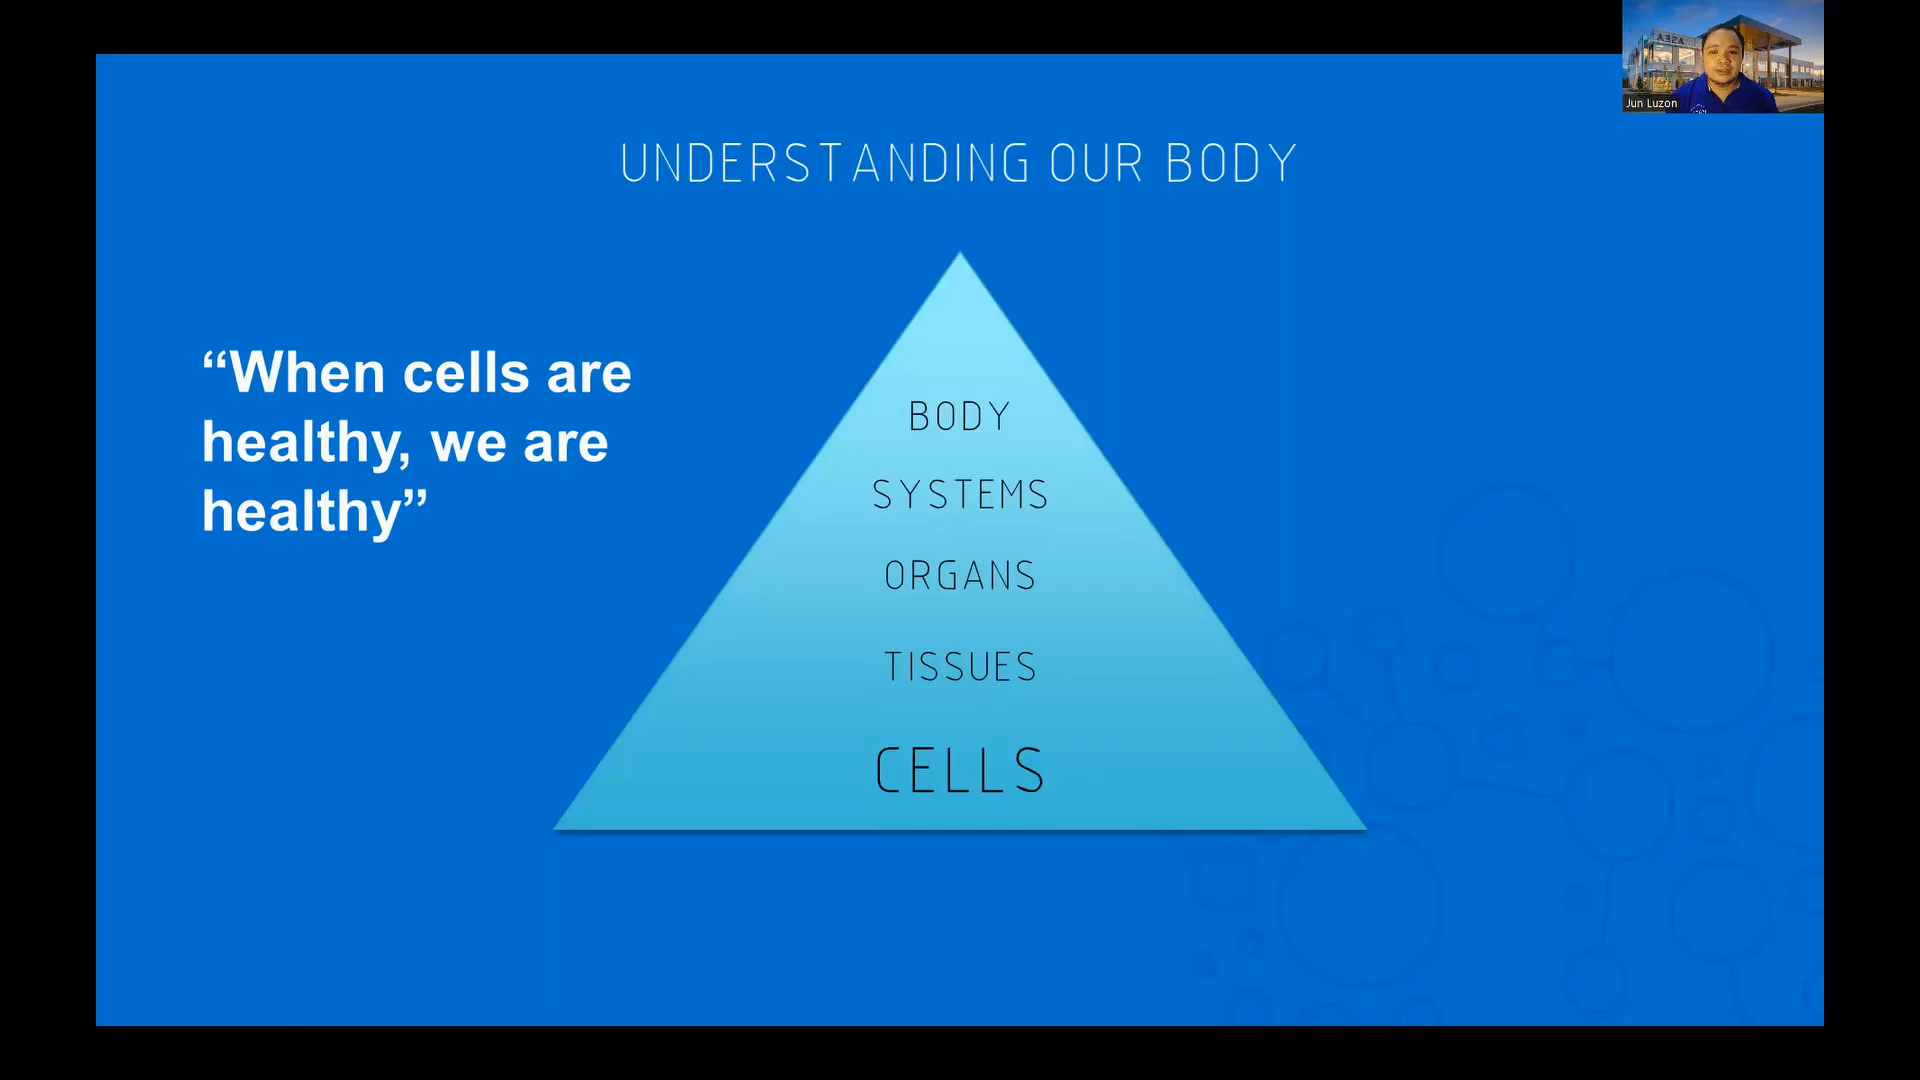 Jun Luzon
UNDERSTANDING OUR BODY
“When cells are
healthy, we are
healthy”
BODY
SYSTEMS
ORGANS
TISSUES
CELLS